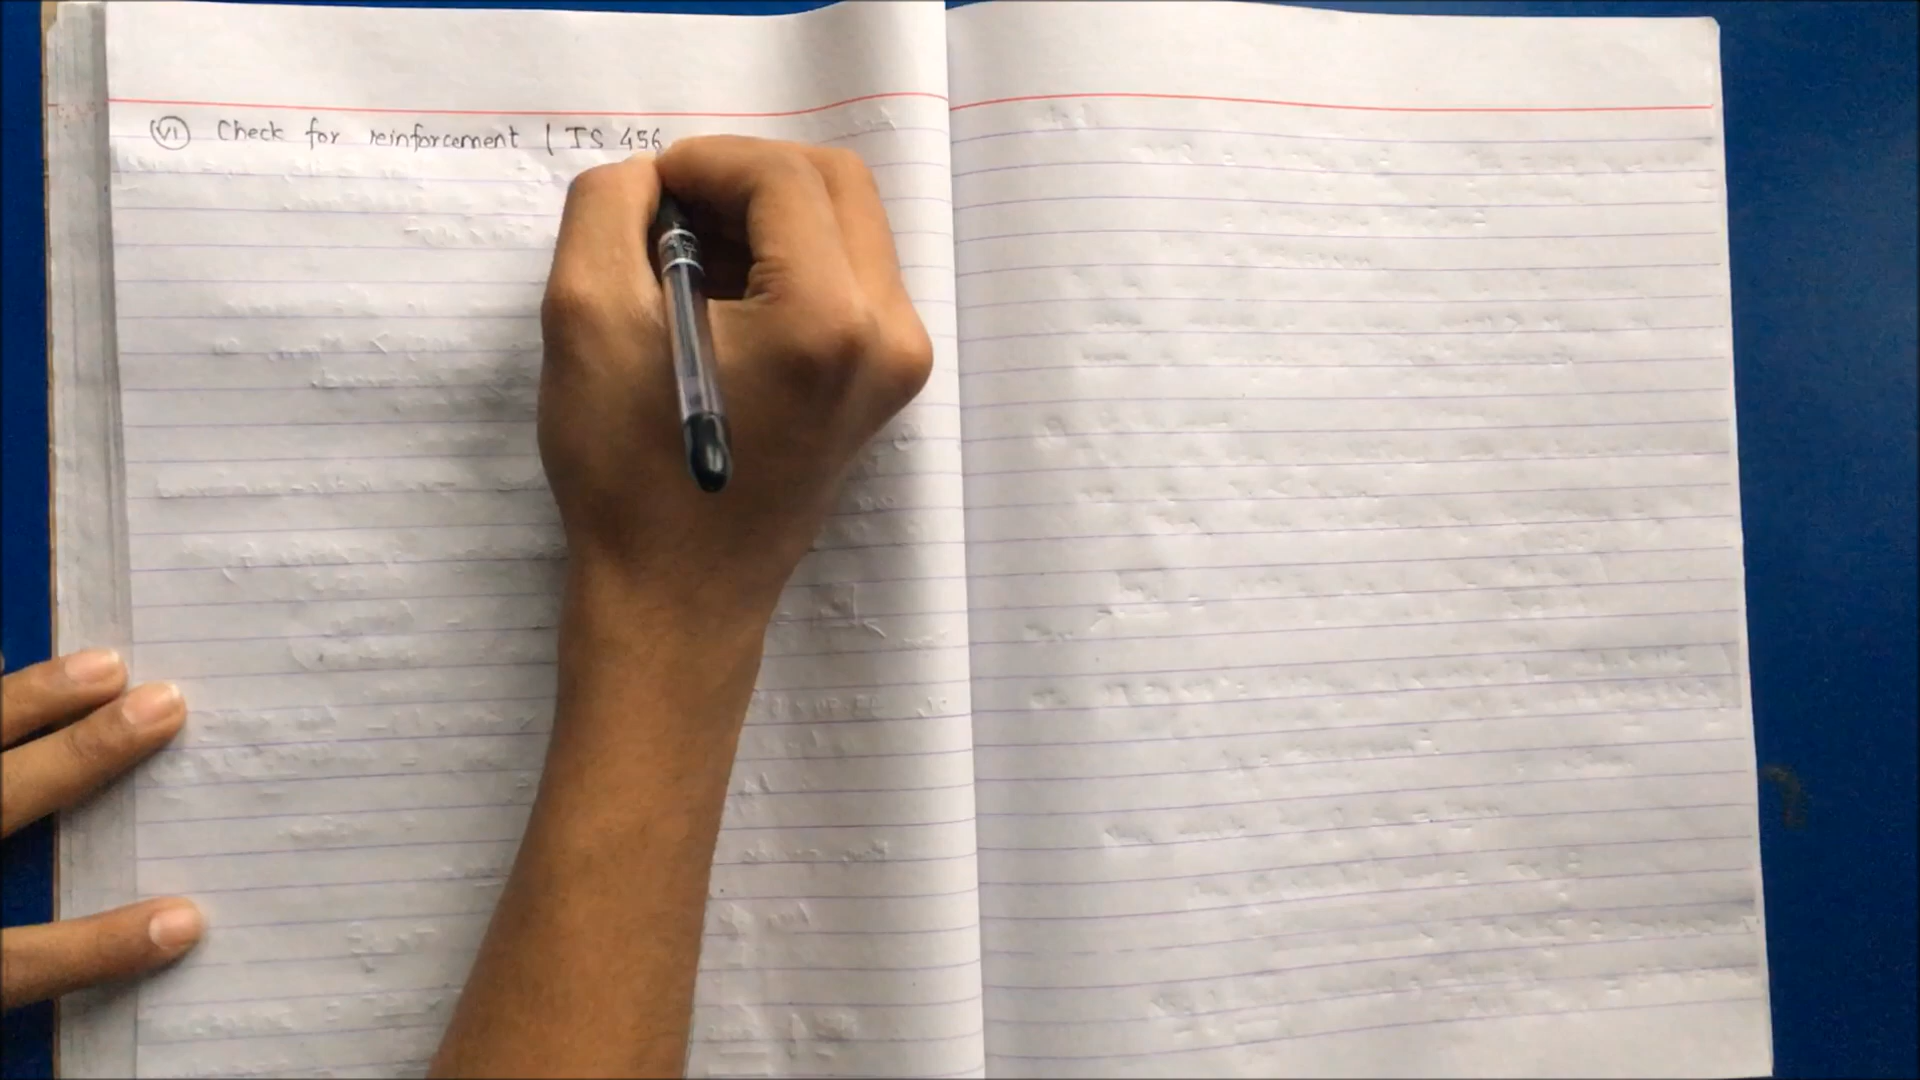 (VI) Check for reinforcement | IS 456